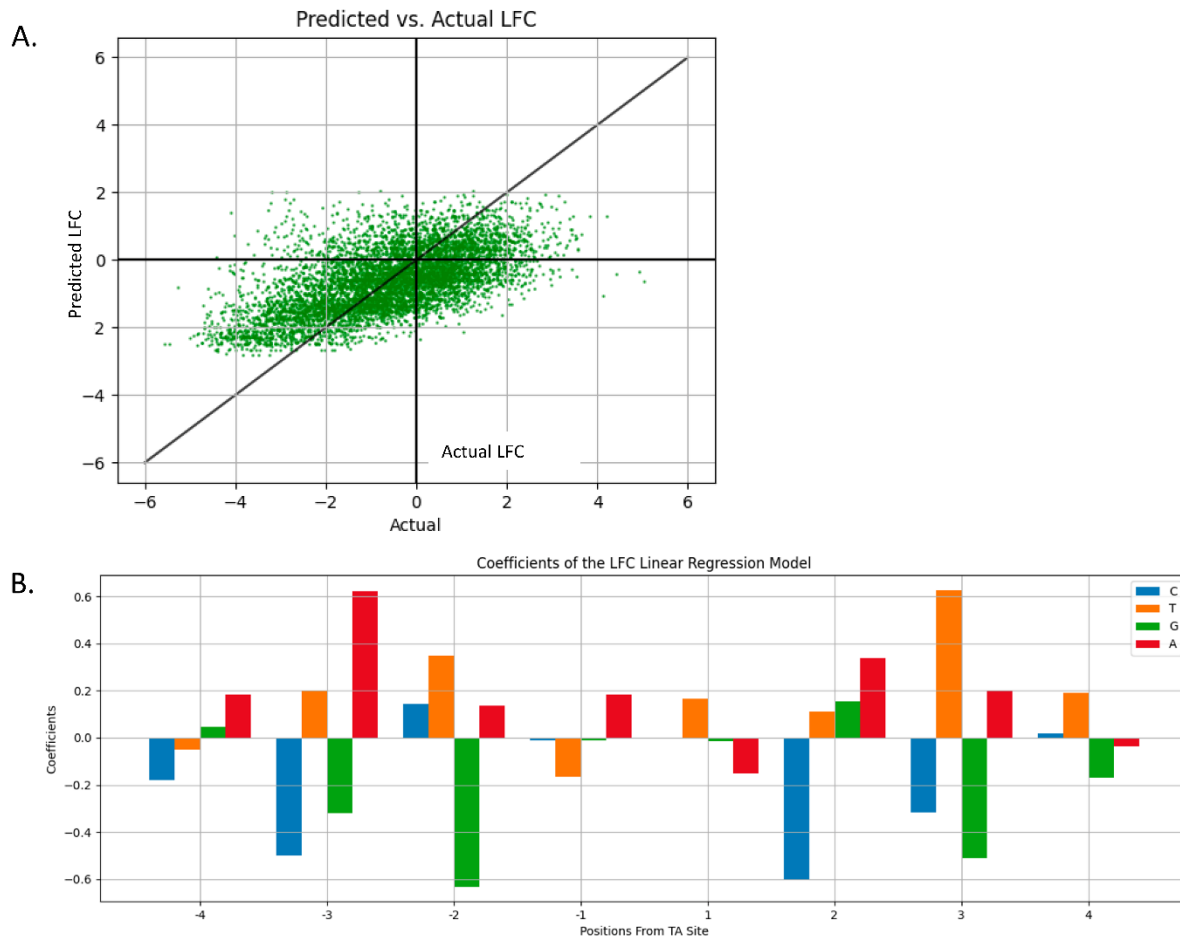 A.
Predicted vs. Actual LFC
6
4
2
0
2
−4
−6
Predicted LFC
Actual LFC
−6 −4 −2 0 2 4 6
Actual
B.
Coefficients of the LFC Linear Regression Model
0.6
0.4
0.2
0.0
−0.2
−0.4
−0.6
Coefficients
C
T
G
A
-4 -3 -2 -1 1 2 3 4
Positions From TA Site